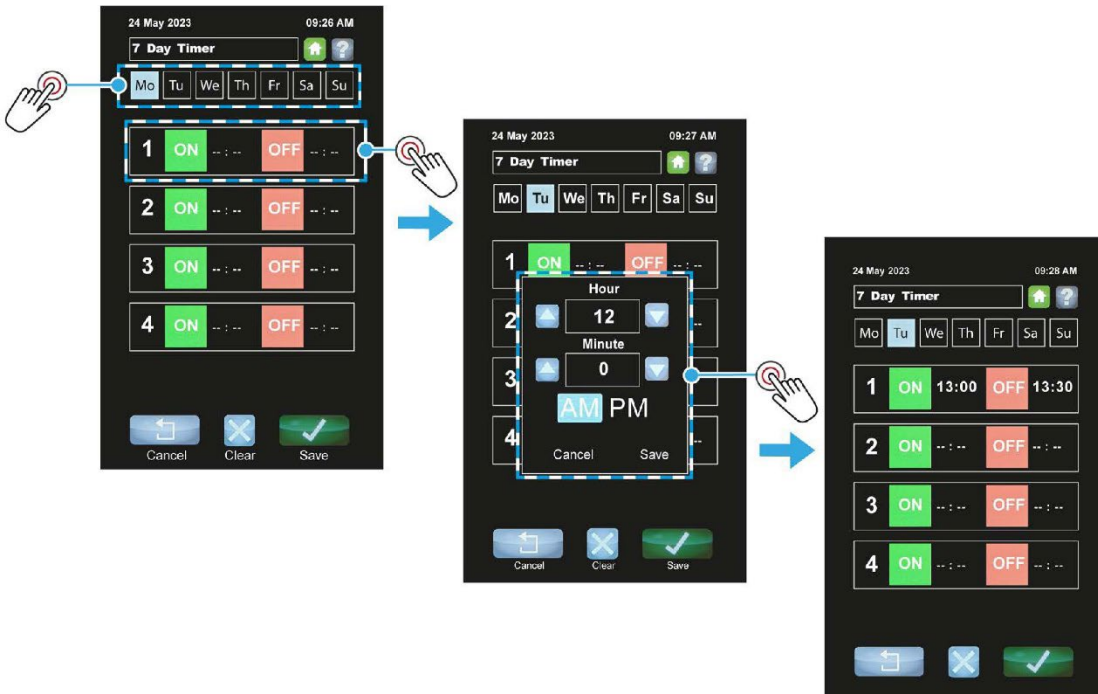 24 May 2023 09:26 AM
7 Day Timer ?
Mo Tu We Th Fr Sa Su
1 ON --:-- OFF --:--
2 ON --:-- OFF --:--
3 ON --:-- OFF --:--
4 ON --:-- OFF --:--
Cancel Clear Save
24 May 2023 09:27 AM
7 Day Timer ?
Mo Tu We Th Fr Sa Su
1 ON --:-- OFF --:--
Hour
2 12 --
Minute
3 0
AM PM
4 --
Cancel Save
Cancel Clear Save
24 May 2023 09:28 AM
7 Day Timer ?
Mo Tu We Th Fr Sa Su
1 ON 13:00 OFF 13:30
2 ON --:-- OFF --:--
3 ON --:-- OFF --:--
4 ON --:-- OFF --:--